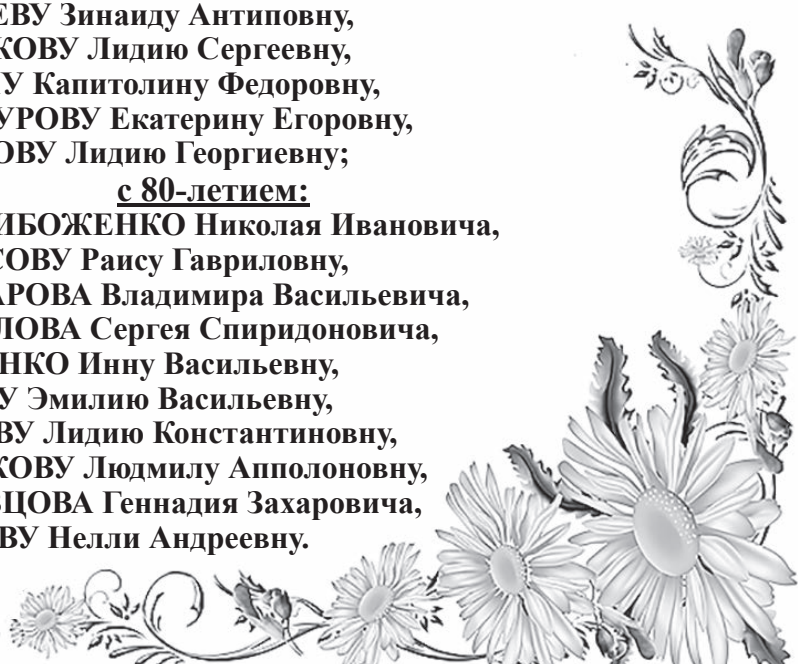 ЕВУ Зинаиду Антиповну,
КОВУ Лидию Сергеевну,
У Капитолину Федоровну,
УРОВУ Екатерину Егоровну,
ОВУ Лидию Георгиевну;
с 80-летием:
ИБОЖЕНКО Николая Ивановича,
СОВУ Раису Гавриловну,
АРОВА Владимира Васильевича,
ЛОВА Сергея Спиридоновича,
НКО Инну Васильевну,
У Эмилию Васильевну,
ВУ Лидию Константиновну,
КОВУ Людмилу Апполоновну,
ВЦОВА Геннадия Захаровича,
ВУ Нелли Андреевну.